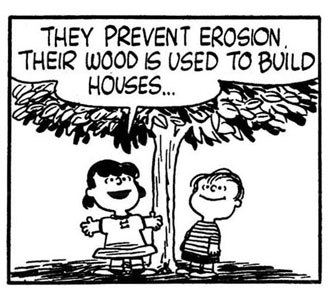 THEY PREVENT EROSION,
THEIR WOOD IS USED TO BUILD
HOUSES...